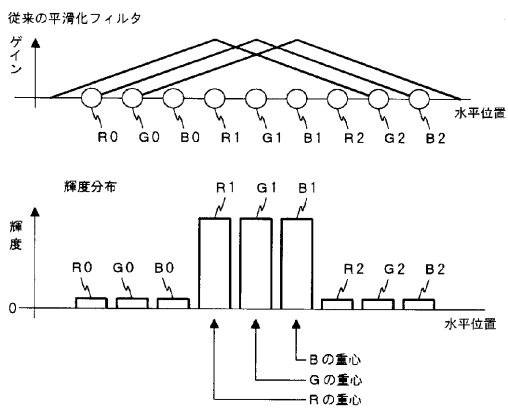 従来の平滑化フィルタ
ゲイン
R0 G0 B0 R1 G1 B1 R2 G2 B2
水平位置
輝度分布
輝度
R1 G1 B1
R0 G0 B0
R2 G2 B2
0
水平位置
Bの重心
Gの重心
Rの重心